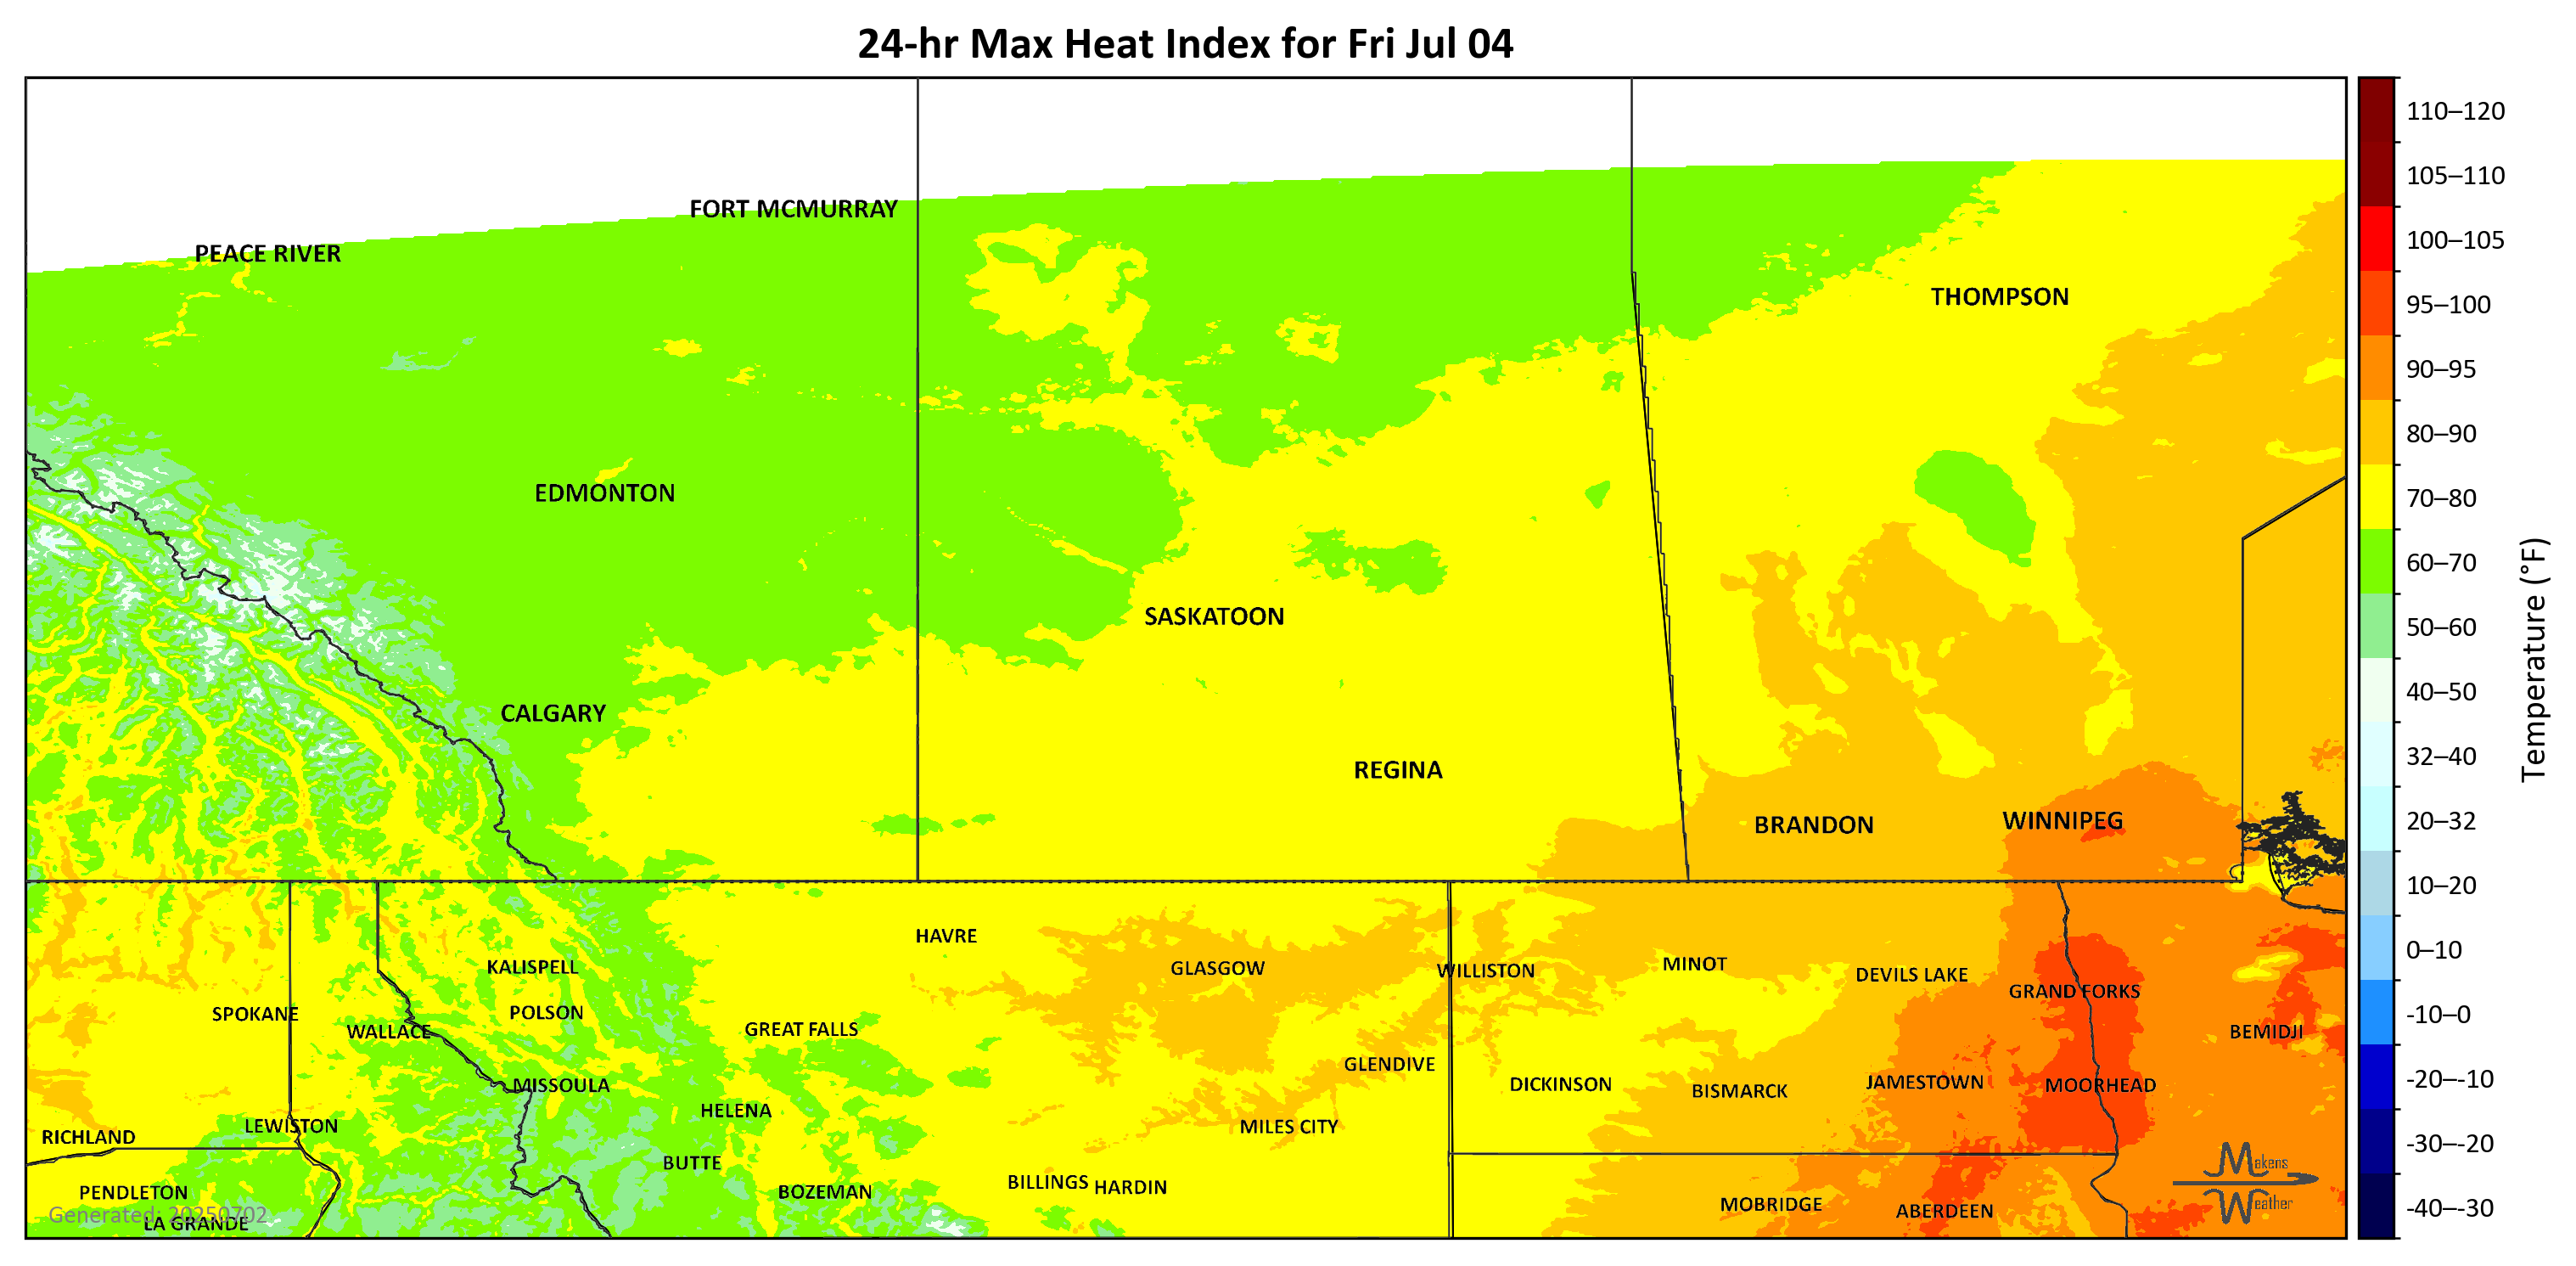 24-hr Max Heat Index for Fri Jul 04
FORT MCMURRAY
PEACE RIVER
THOMPSON
EDMONTON
SASKATOON
CALGARY
REGINA
BRANDON
WINNIPEG
HAVRE
KALISPELL
GLASGOW
WILLISTON
MINOT
DEVILS LAKE
GRAND FORKS
SPOKANE
POLSON
WALLACE
GREAT FALLS
BEMIDJI
GLENDIVE
MISSOULA
DICKINSON
BISMARCK
JAMESTOWN
MOORHEAD
HELENA
LEWISTON
MILES CITY
RICHLAND
BUTTE
BILLINGS
HARDIN
PENDLETON
BOZEMAN
MOBRIDGE
ABERDEEN
Generated: 20250702
LA GRANDE
Makens
Weather
110–120
105–110
100–105
95–100
90–95
80–90
70–80
60–70
50–60
40–50
32–40
20–32
10–20
0–10
-10–0
-20–-10
-30–-20
-40–-30
Temperature (°F)